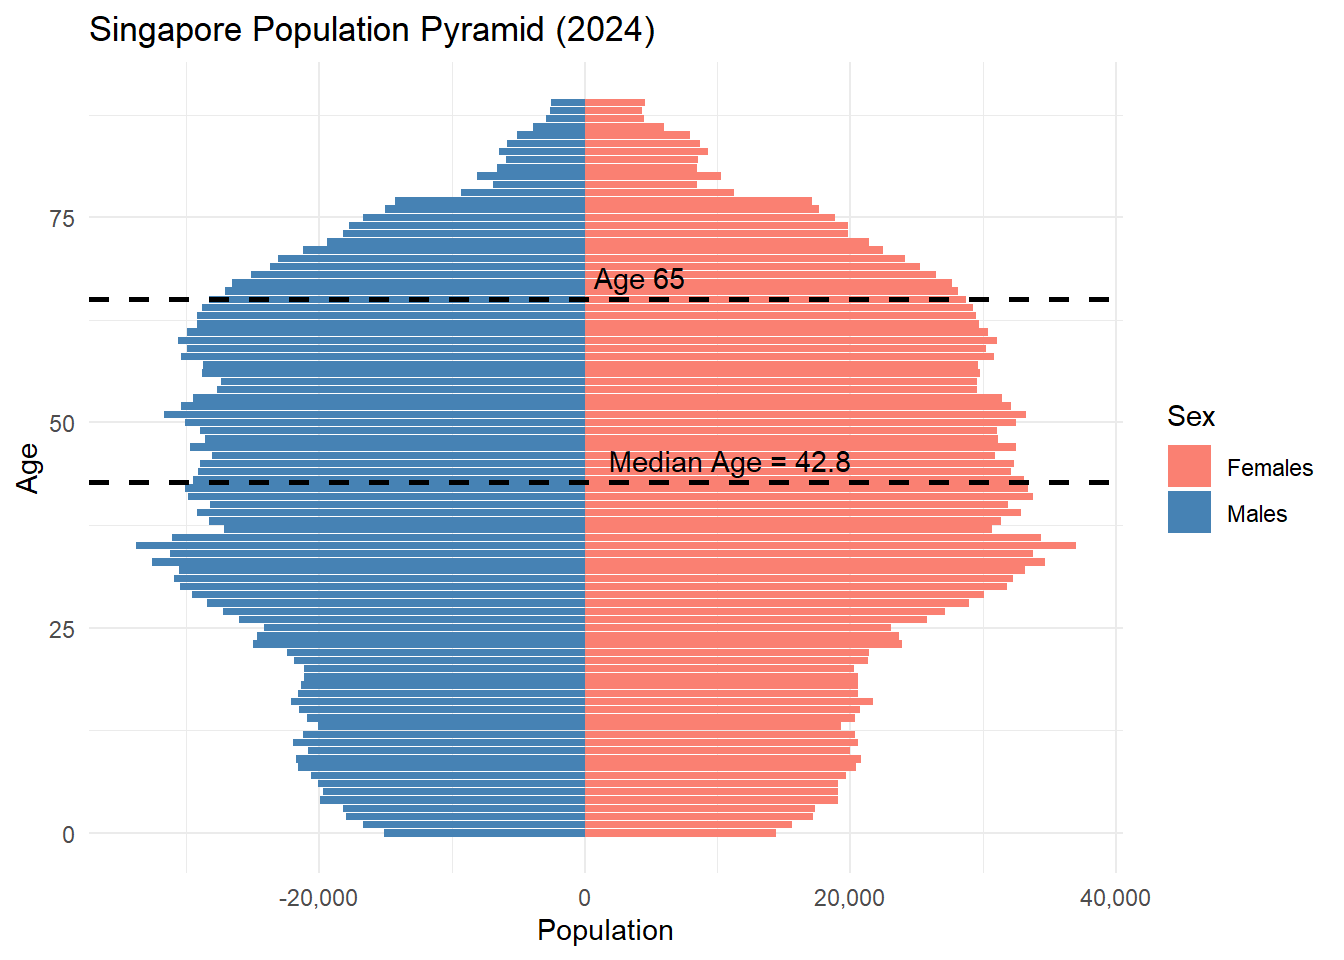 Singapore Population Pyramid (2024)
75
Age 65
50
Median Age = 42.8
25
0
Age
-20,000 0 20,000 40,000
Population
Sex
Females
Males